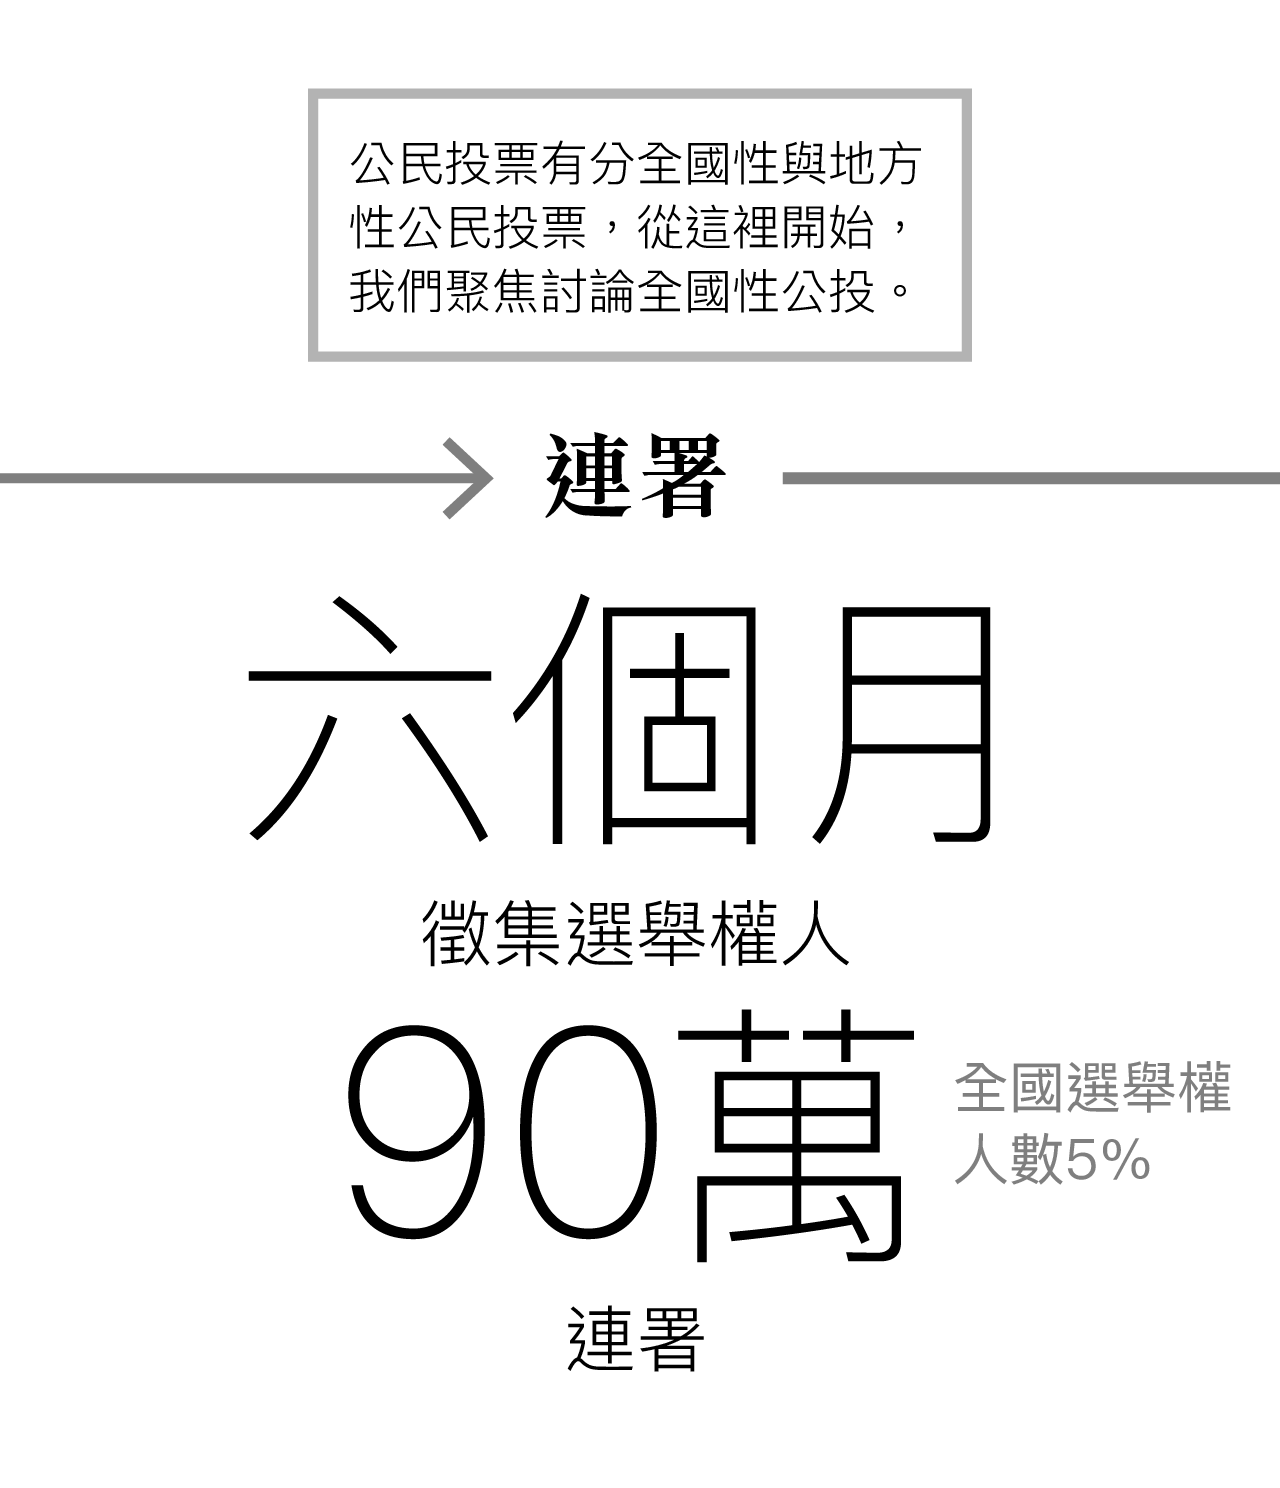 公民投票有分全國性與地方
性公民投票，從這裡開始，
我們聚焦討論全國性公投。
連署
六個月
徵集選舉權人
90萬
全國選舉權
人數5%
連署